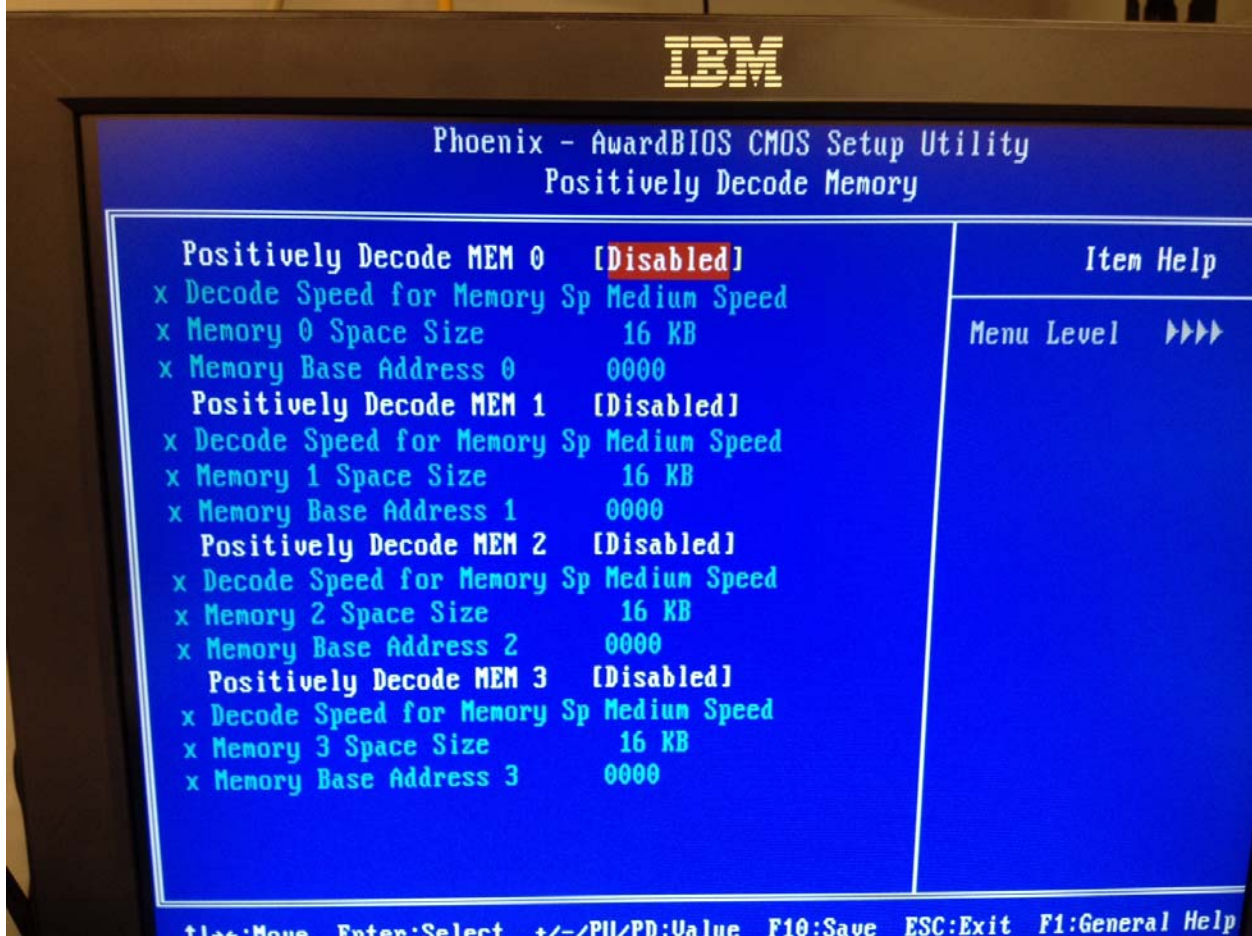 IBM
Phoenix - AwardBIOS CMOS Setup Utility
Positively Decode Memory
Positively Decode MEM 0 [Disabled]
x Decode Speed for Memory Sp Medium Speed
x Memory 0 Space Size 16 KB
x Memory Base Address 0 0000
Positively Decode MEM 1 [Disabled]
x Decode Speed for Memory Sp Medium Speed
x Memory 1 Space Size 16 KB
x Memory Base Address 1 0000
Positively Decode MEM 2 [Disabled]
x Decode Speed for Memory Sp Medium Speed
x Memory 2 Space Size 16 KB
x Memory Base Address 2 0000
Positively Decode MEM 3 [Disabled]
x Decode Speed for Memory Sp Medium Speed
x Memory 3 Space Size 16 KB
x Memory Base Address 3 0000
Item Help
Menu Level ▶▶▶▶
↑↓→←:Move Enter:Select +/-/PU/PD:Value F10:Save ESC:Exit F1:General Help